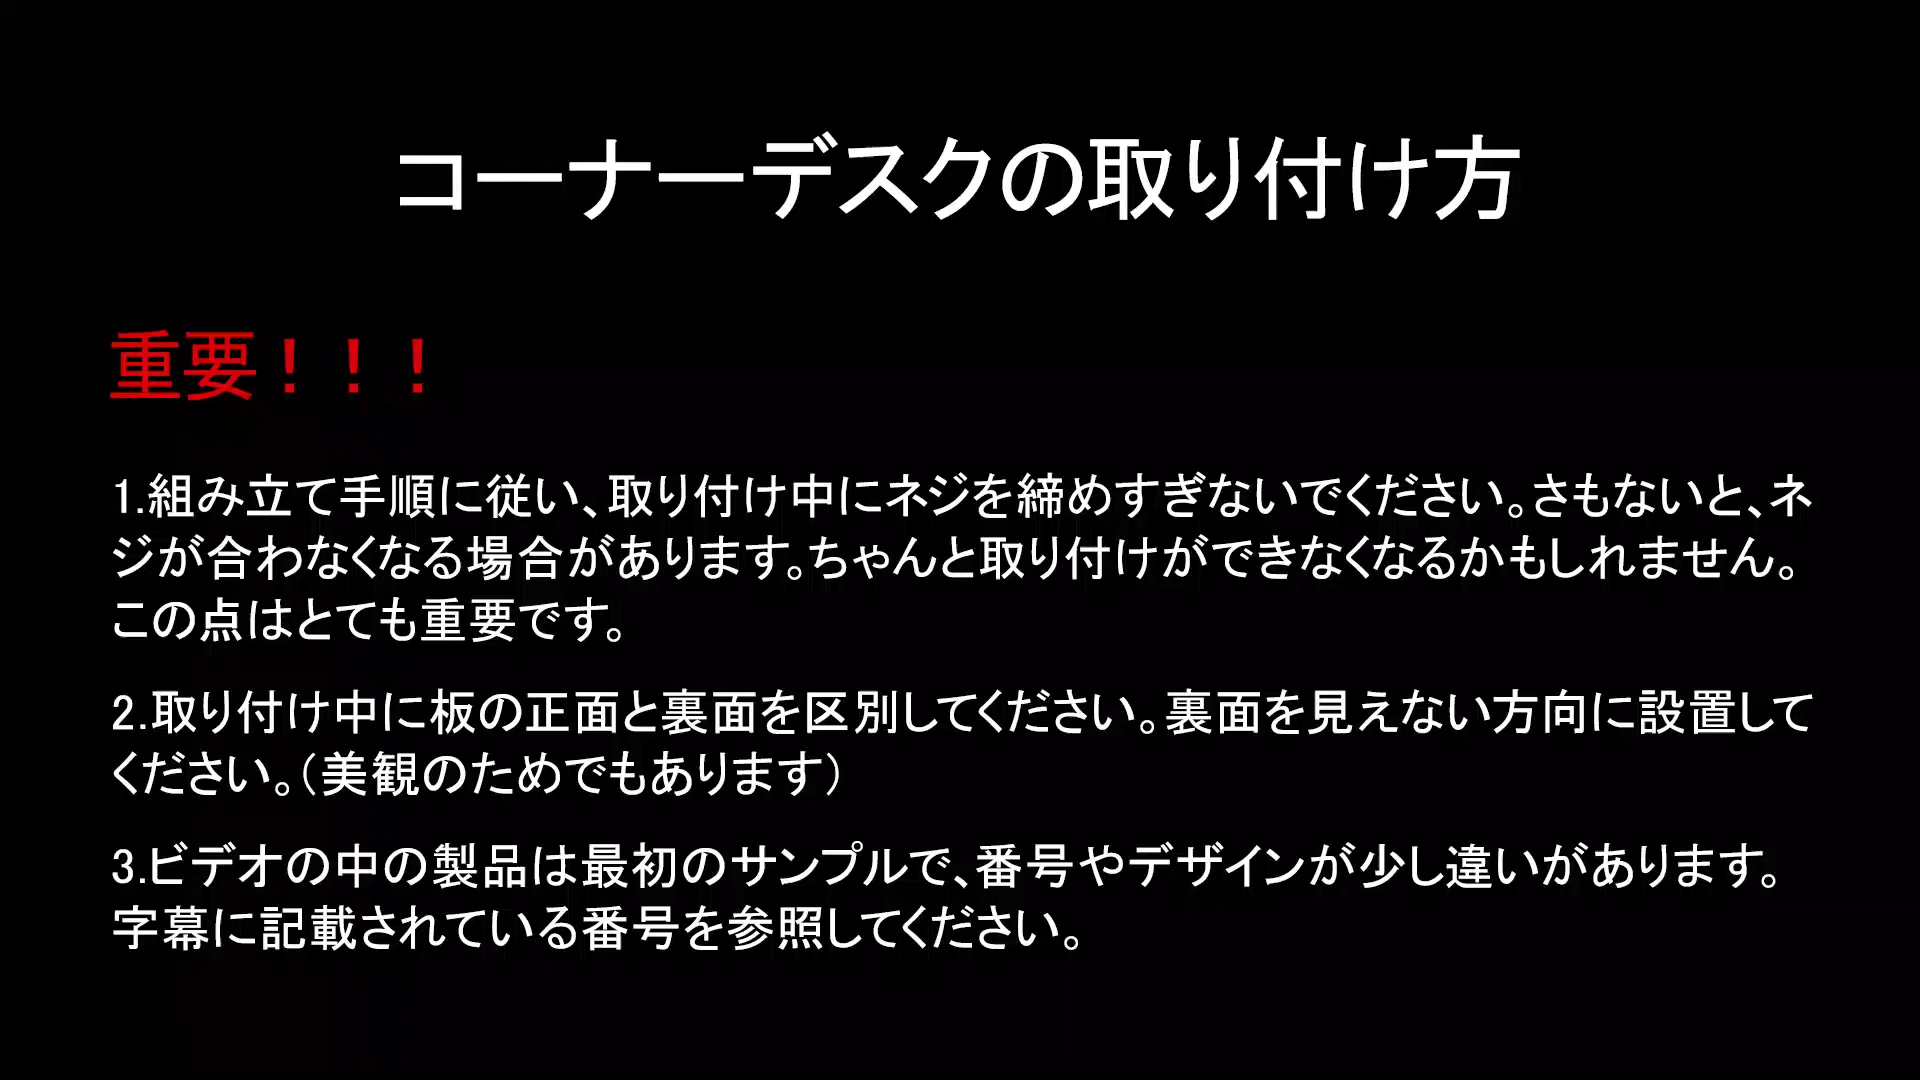 コーナーデスクの取り付け方
重要！！！
1.組み立て手順に従い、取り付け中にネジを締めすぎないでください。さもないと、ネ
ジが合わなくなる場合があります。ちゃんと取り付けができなくなるかもしれません。
この点はとても重要です。
2.取り付け中に板の正面と裏面を区別してください。裏面を見えない方向に設置して
ください。（美観のためでもあります）
3.ビデオの中の製品は最初のサンプルで、番号やデザインが少し違いがあります。
字幕に記載されている番号を参照してください。